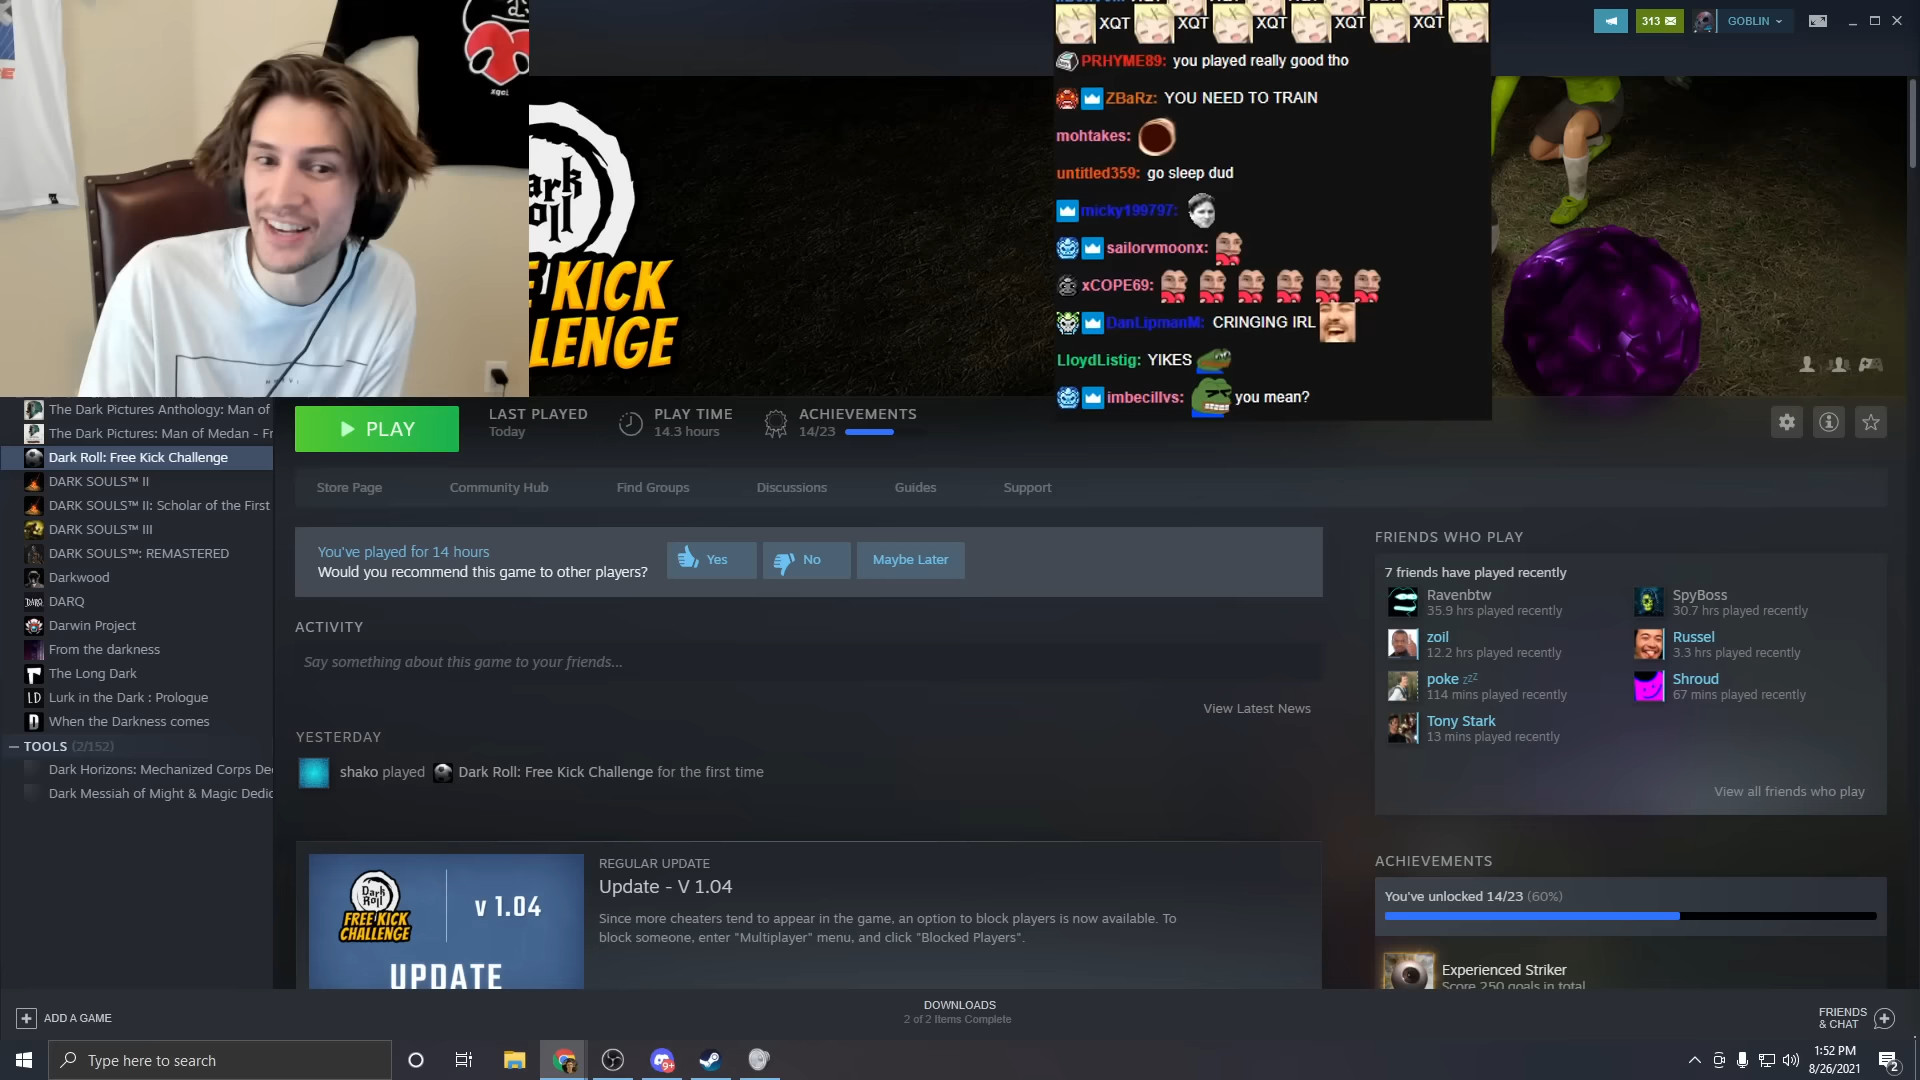 XQT XQT XQT XQT XQT
313
GOBLIN
PRHYME89: you played really good tho
ZBaRz: YOU NEED TO TRAIN
mohtakes:
untitled359: go sleep dud
micky199797:
sailorvmoonx:
xCOPE69:
DanLipmanM: CRINGING IRL
LloydListig: YIKES
imbecillvs: you mean?
xqcl
Dark
Roll
E KICK
LENGE
The Dark Pictures Anthology: Man of
The Dark Pictures: Man of Medan - Fr
Dark Roll: Free Kick Challenge
DARK SOULS™ II
DARK SOULS™ II: Scholar of the First
DARK SOULS™ III
DARK SOULS™: REMASTERED
Darkwood
DARQ
Darwin Project
From the darkness
The Long Dark
Lurk in the Dark : Prologue
When the Darkness comes
TOOLS (2/152)
Dark Horizons: Mechanized Corps De
Dark Messiah of Might & Magic Dedic
PLAY
LAST PLAYED
Today
PLAY TIME
14.3 hours
ACHIEVEMENTS
14/23
Store Page Community Hub Find Groups Discussions Guides Support
You've played for 14 hours
Would you recommend this game to other players?
Yes No Maybe Later
ACTIVITY
Say something about this game to your friends...
View Latest News
YESTERDAY
shako played Dark Roll: Free Kick Challenge for the first time
Dark
Roll
FREE KICK
CHALLENGE
v 1.04
UPDATE
REGULAR UPDATE
Update - V 1.04
Since more cheaters tend to appear in the game, an option to block players is now available. To
block someone, enter "Multiplayer" menu, and click "Blocked Players".
FRIENDS WHO PLAY
7 friends have played recently
Ravenbtw
35.9 hrs played recently
SpyBoss
30.7 hrs played recently
zoil
12.2 hrs played recently
Russel
3.3 hrs played recently
poke zzZ
114 mins played recently
Shroud
67 mins played recently
Tony Stark
13 mins played recently
View all friends who play
ACHIEVEMENTS
You've unlocked 14/23 (60%)
Experienced Striker
Score 250 goals in total
ADD A GAME
DOWNLOADS
2 of 2 Items Complete
FRIENDS
& CHAT
Type here to search
9+
1:52 PM
8/26/2021
2